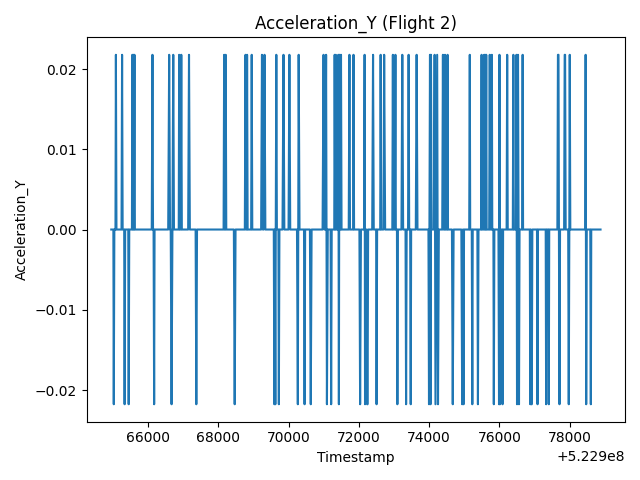 Acceleration_Y (Flight 2)
Acceleration_Y
0.02
0.01
0.00
−0.01
−0.02
66000 68000 70000 72000 74000 76000 78000
Timestamp
+5.229e8